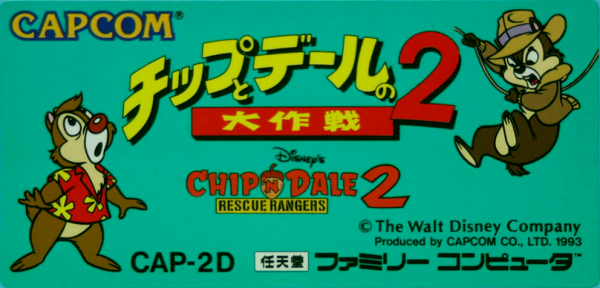 CAPCOM®
チップとデールの2
大作戦
Disney's
CHIP 'N DALE 2
RESCUE RANGERS
© The Walt Disney Company
Produced by CAPCOM CO., LTD. 1993
CAP-2D 任天堂 ファミリー コンピュータ™